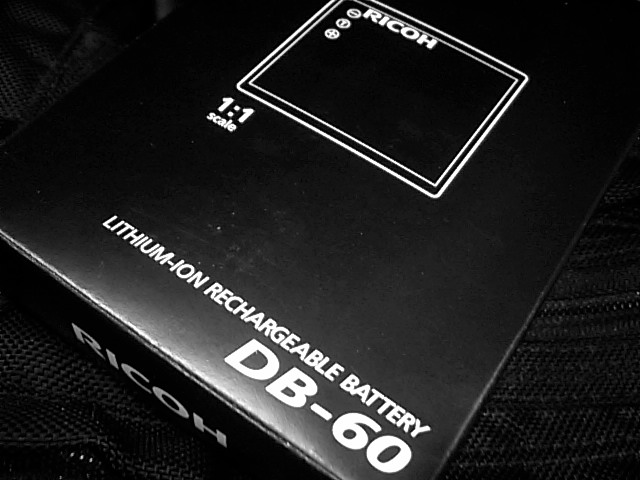 RICOH
1:1
scale
LITHIUM-ION RECHARGEABLE BATTERY
DB-60
RICOH